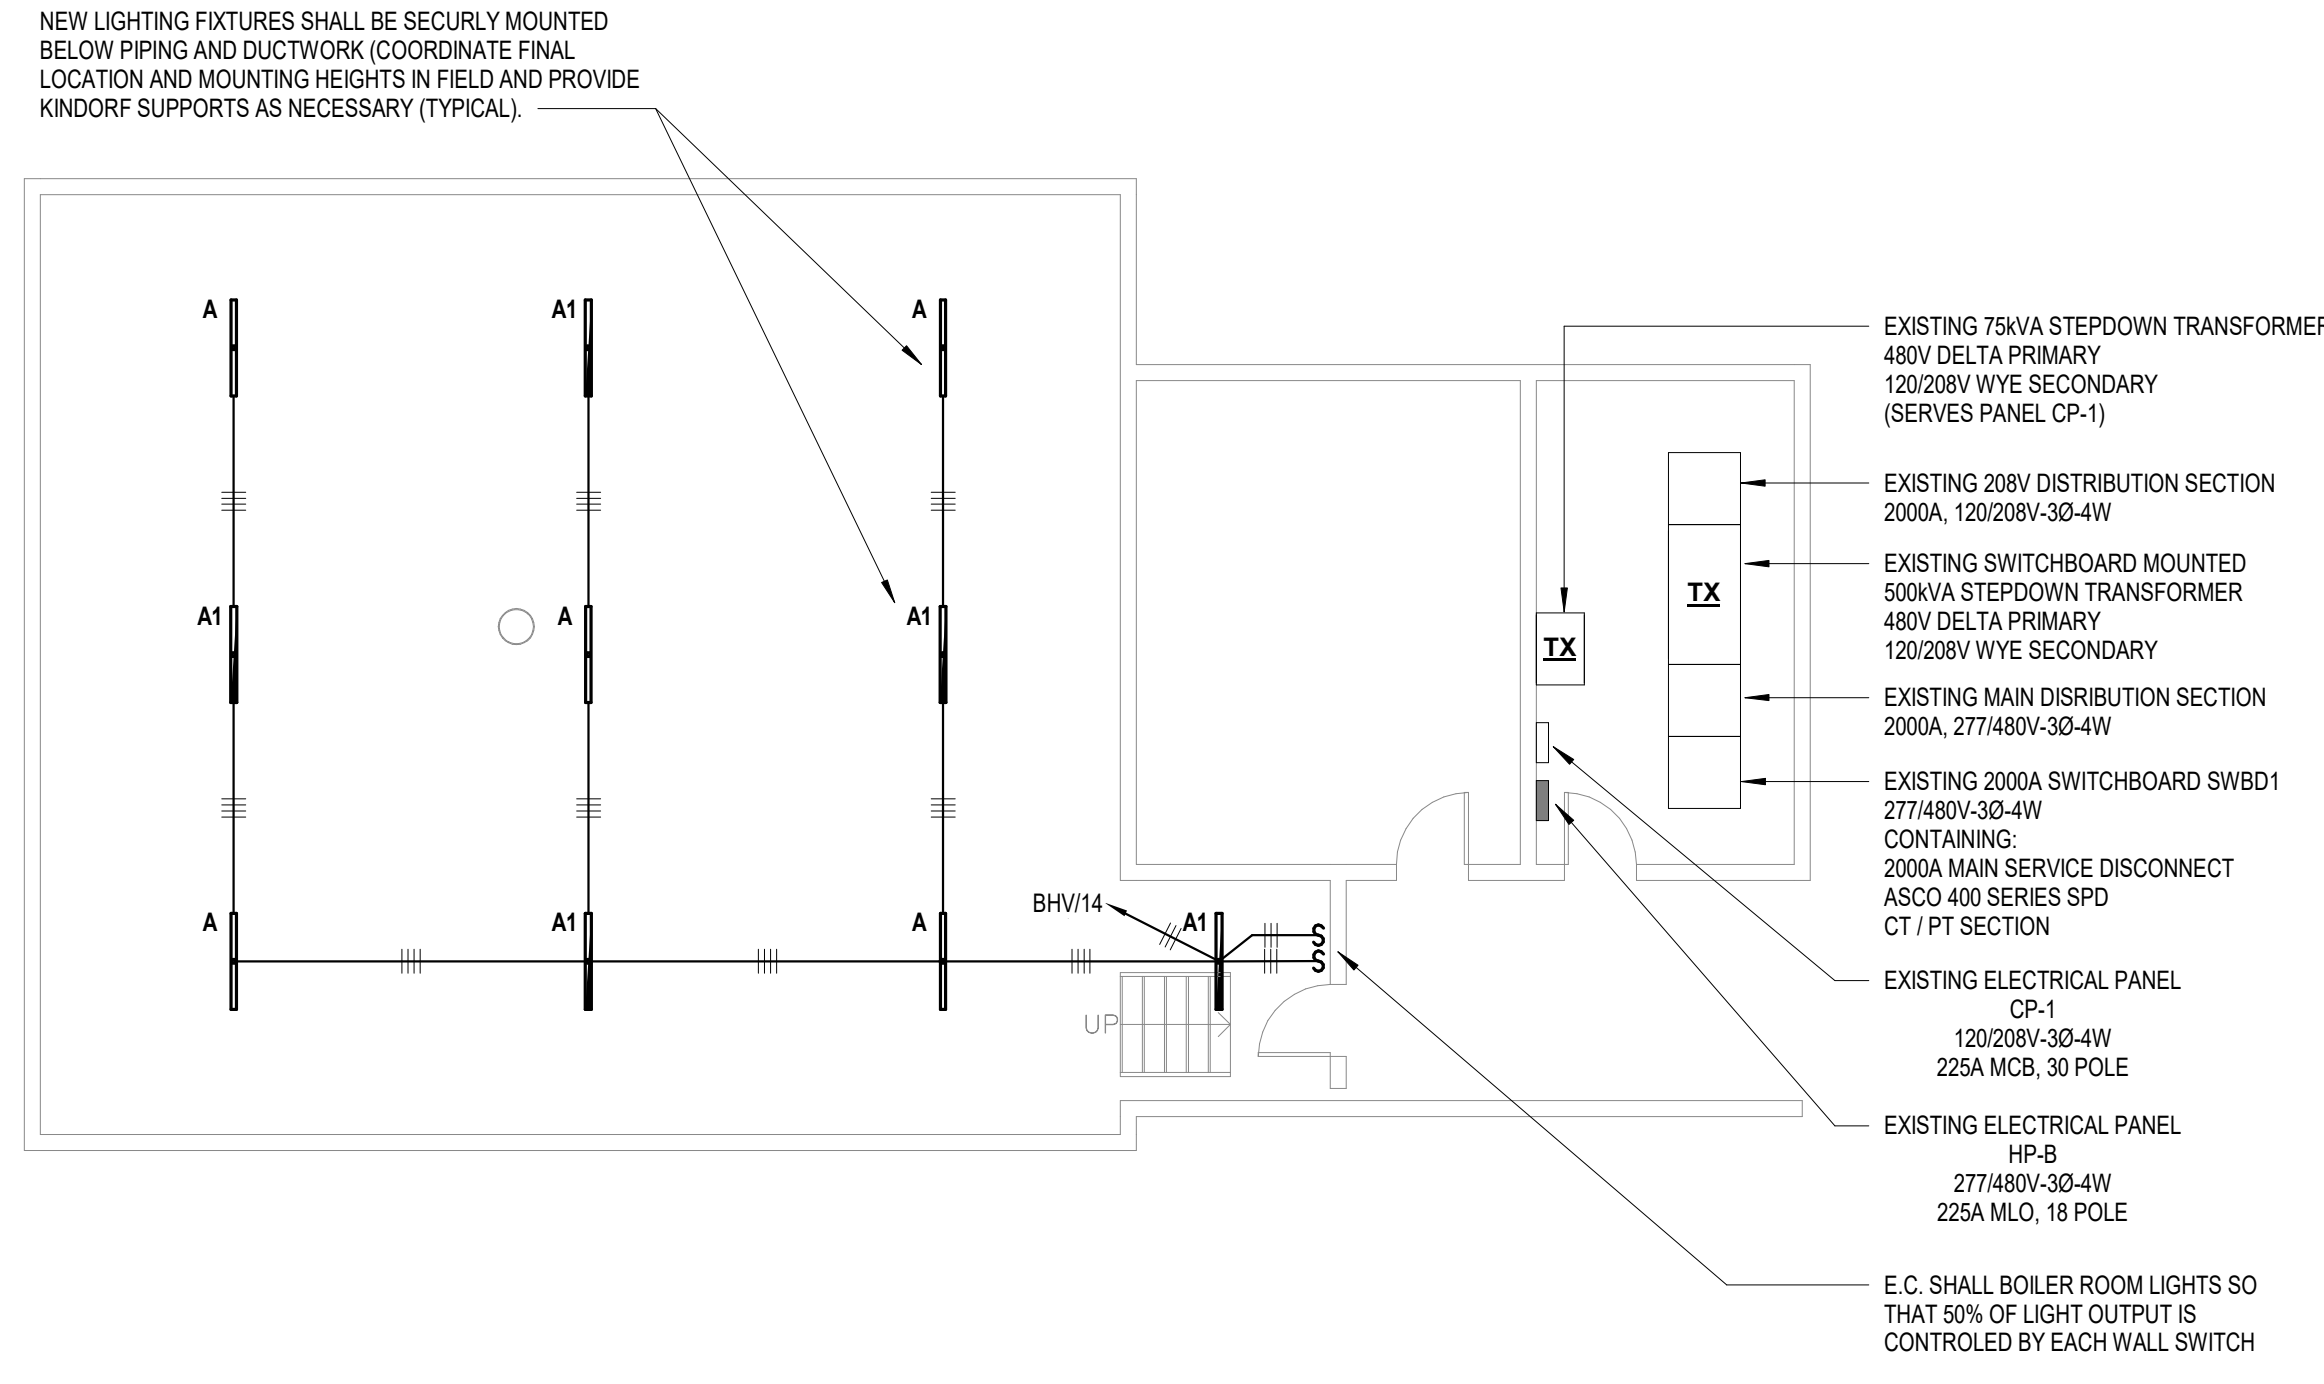 NEW LIGHTING FIXTURES SHALL BE SECURLY MOUNTED
BELOW PIPING AND DUCTWORK (COORDINATE FINAL
LOCATION AND MOUNTING HEIGHTS IN FIELD AND PROVIDE
KINDORF SUPPORTS AS NECESSARY (TYPICAL).
A
A1
A
A1
A
A1
A
A1
A
BHV/14
A1
S
S
UP
TX
TX
EXISTING 75kVA STEPDOWN TRANSFORMER
480V DELTA PRIMARY
120/208V WYE SECONDARY
(SERVES PANEL CP-1)
EXISTING 208V DISTRIBUTION SECTION
2000A, 120/208V-3Ø-4W
EXISTING SWITCHBOARD MOUNTED
500kVA STEPDOWN TRANSFORMER
480V DELTA PRIMARY
120/208V WYE SECONDARY
EXISTING MAIN DISRIBUTION SECTION
2000A, 277/480V-3Ø-4W
EXISTING 2000A SWITCHBOARD SWBD1
277/480V-3Ø-4W
CONTAINING:
2000A MAIN SERVICE DISCONNECT
ASCO 400 SERIES SPD
CT / PT SECTION
EXISTING ELECTRICAL PANEL
CP-1
120/208V-3Ø-4W
225A MCB, 30 POLE
EXISTING ELECTRICAL PANEL
HP-B
277/480V-3Ø-4W
225A MLO, 18 POLE
E.C. SHALL BOILER ROOM LIGHTS SO
THAT 50% OF LIGHT OUTPUT IS
CONTROLED BY EACH WALL SWITCH